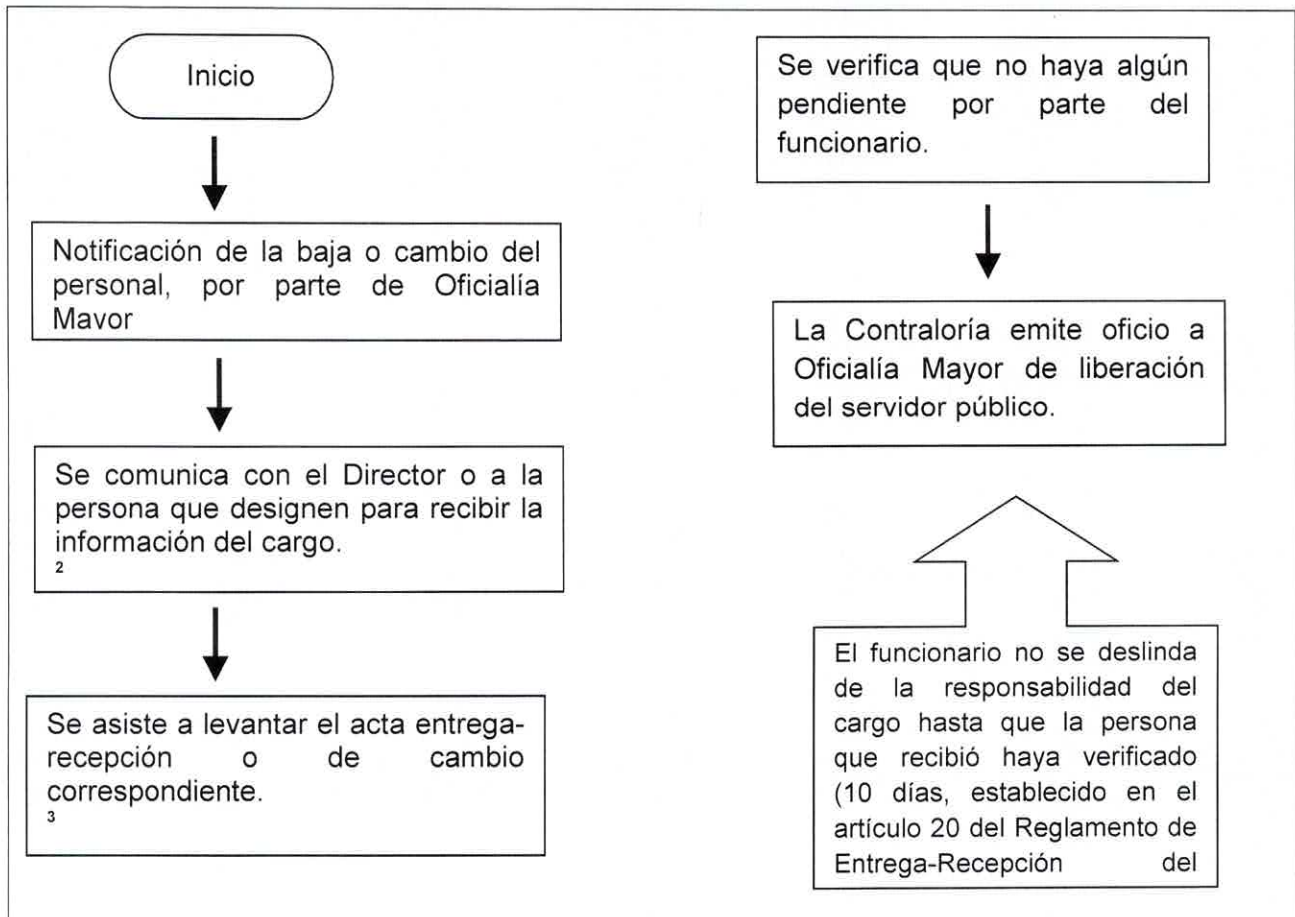 Inicio
Notificación de la baja o cambio del
personal, por parte de Oficialía
Mavor
Se comunica con el Director o a la
persona que designen para recibir la
información del cargo.
2
Se asiste a levantar el acta entrega-
recepción o de cambio
correspondiente.
3
Se verifica que no haya algún
pendiente por parte del
funcionario.
La Contraloría emite oficio a
Oficialía Mayor de liberación
del servidor público.
El funcionario no se deslinda
de la responsabilidad del
cargo hasta que la persona
que recibió haya verificado
(10 días, establecido en el
artículo 20 del Reglamento de
Entrega-Recepción del